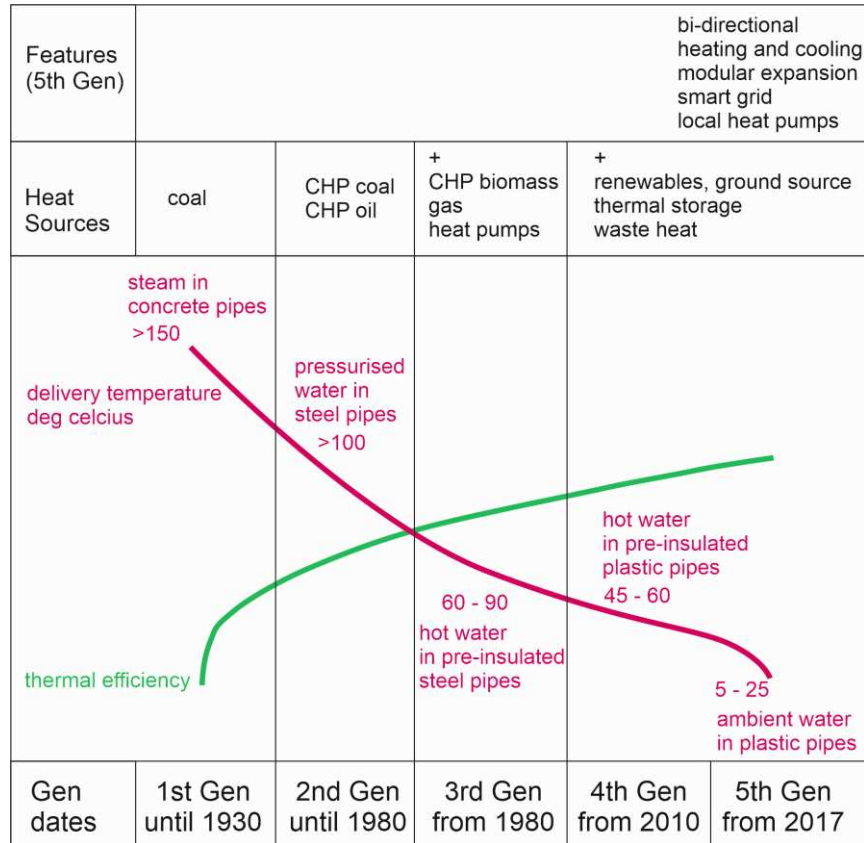 Features
(5th Gen)
bi-directional
heating and cooling
modular expansion
smart grid
local heat pumps
Heat
Sources
coal
CHP coal
CHP oil
+
CHP biomass
gas
heat pumps
+
renewables, ground source
thermal storage
waste heat
steam in
concrete pipes
>150
delivery temperature
deg celcius
pressurised
water in
steel pipes
>100
hot water
in pre-insulated
plastic pipes
45 - 60
60 - 90
hot water
in pre-insulated
steel pipes
thermal efficiency
5 - 25
ambient water
in plastic pipes
Gen
dates
1st Gen
until 1930
2nd Gen
until 1980
3rd Gen
from 1980
4th Gen
from 2010
5th Gen
from 2017